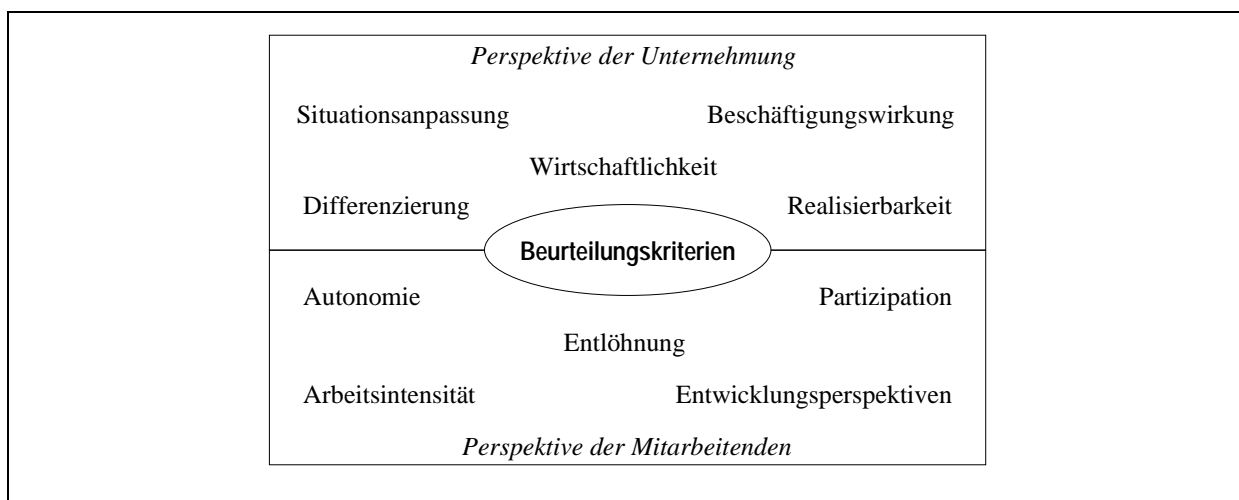 Perspektive der Unternehmung
Situationsanpassung Beschäftigungswirkung
Wirtschaftlichkeit
Differenzierung Realisierbarkeit
Beurteilungskriterien
Autonomie Partizipation
Entlöhnung
Arbeitsintensität Entwicklungsperspektiven
Perspektive der Mitarbeitenden